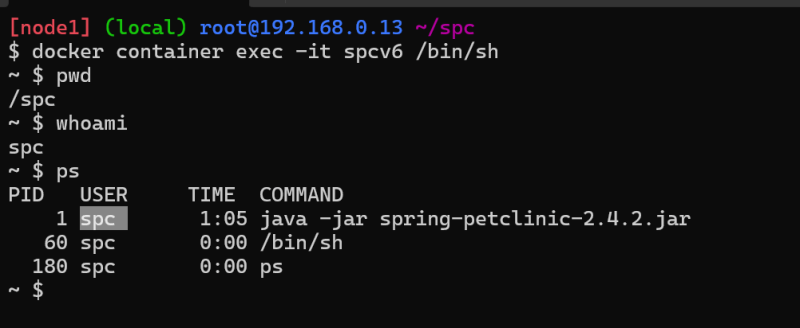 [node1] (local) root@192.168.0.13 ~/spc
$ docker container exec -it spcv6 /bin/sh
~ $ pwd
/spc
~ $ whoami
spc
~ $ ps
PID   USER     TIME  COMMAND
    1 spc       1:05 java -jar spring-petclinic-2.4.2.jar
   60 spc       0:00 /bin/sh
  180 spc       0:00 ps
~ $